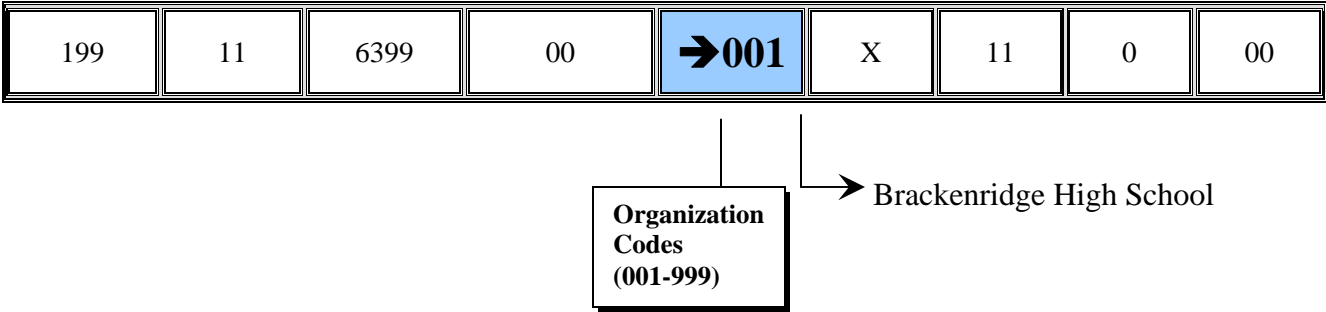 199 11 6399 00 ➔001 X 11 0 00
Brackenridge High School
Organization
Codes
(001-999)